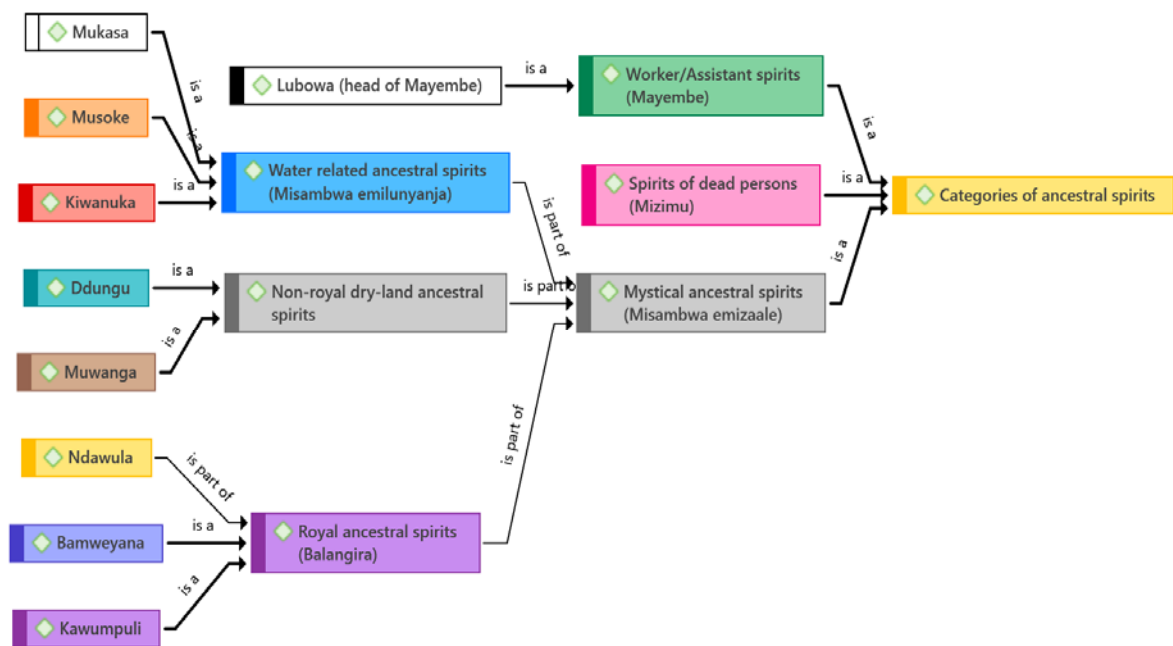 Mukasa
is a
Lubowa (head of Mayembe)
is a
Worker/Assistant spirits
(Mayembe)
is a
Musoke
is a
Water related ancestral spirits
(Misambwa emilunyanja)
Kiwanuka
is a
Spirits of dead persons
(Mizimu)
is a
Categories of ancestral spirits
is part of
is a
Ddungu
is a
Non-royal dry-land ancestral
spirits
is part o
Mystical ancestral spirits
(Misambwa emizaale)
Muwanga
is a
is part of
Ndawula
is part of
Bamweyana
is a
Royal ancestral spirits
(Balangira)
Kawumpuli
is a